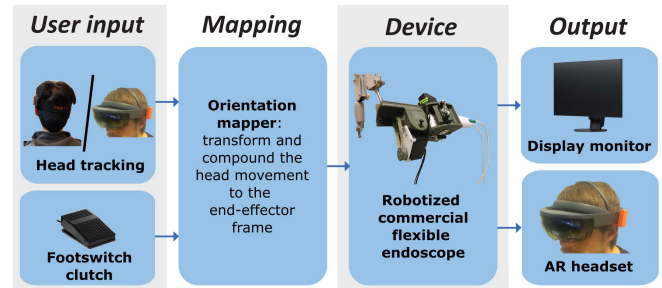 User input
Mapping
Device
Output
Head tracking
Footswitch
clutch
Orientation
mapper:
transform and
compound the
head movement
to the
end-effector
frame
Robotized
commercial
flexible
endoscope
Display monitor
AR headset